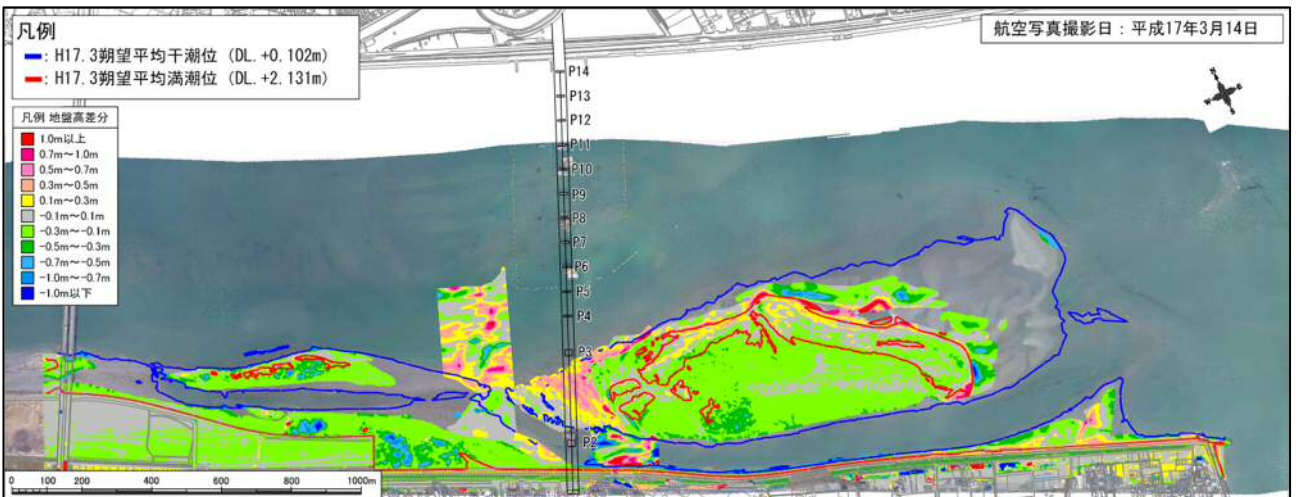 凡例
: H17.3朔望平均干潮位 (DL.+0.102m)
: H17.3朔望平均満潮位 (DL.+2.131m)
航空写真撮影日：平成17年3月14日
凡例 地盤高差分
1.0m以上
0.7m～1.0m
0.5m～0.7m
0.3m～0.5m
0.1m～0.3m
-0.1m～0.1m
-0.3m～-0.1m
-0.5m～-0.3m
-0.7m～-0.5m
-1.0m～-0.7m
-1.0m以下
P14
P13
P12
P11
P10
P9
P8
P7
P6
P5
P4
P3
P2
0 200 400 600 800 1000m